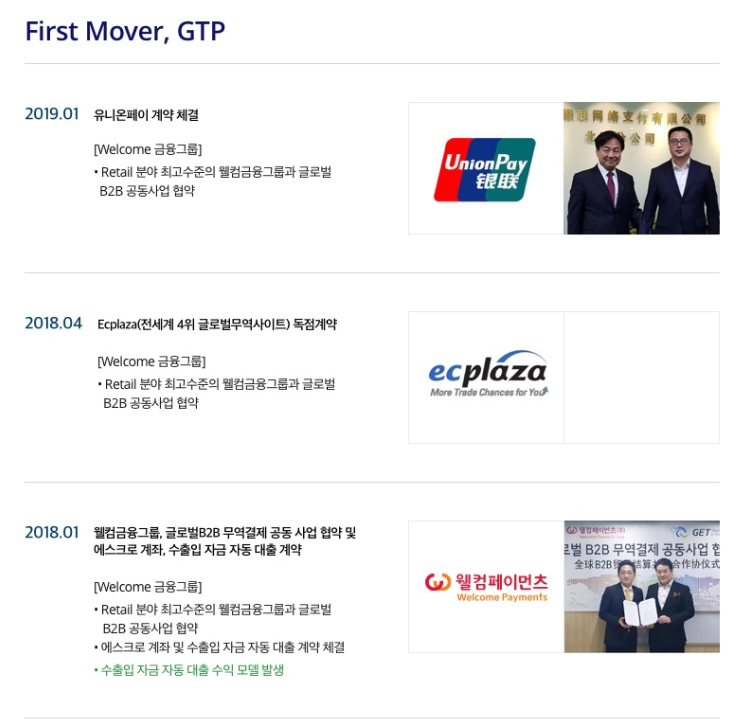 First Mover, GTP
2019.01 유니온페이 계약 체결
[Welcome 금융그룹]
• Retail 분야 최고수준의 웰컴금융그룹과 글로벌
B2B 공동사업 협약
UnionPay
银联
网络支付有限公司
公司
2018.04 Ecplaza(전세계 4위 글로벌무역사이트) 독점계약
[Welcome 금융그룹]
• Retail 분야 최고수준의 웰컴금융그룹과 글로벌
B2B 공동사업 협약
ecplaza
More Trade Chances for You
2018.01 웰컴금융그룹, 글로벌B2B 무역결제 공동 사업 협약 및
에스크로 계좌, 수출입 자금 자동 대출 계약
[Welcome 금융그룹]
• Retail 분야 최고수준의 웰컴금융그룹과 글로벌
B2B 공동사업 협약
• 에스크로 계좌 및 수출입 자금 자동 대출 계약 체결
• 수출입 자금 자동 대출 수익 모델 발생
웰컴페이먼츠
Welcome Payments
웰컴페이먼츠(주)
GET
로벌 B2B 무역결제 공동사업 협
全球B2B贸易结算共同合作协议式